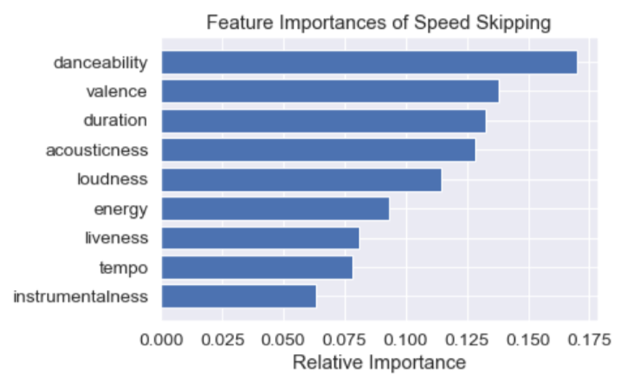 Feature Importances of Speed Skipping
danceability
valence
duration
acousticness
loudness
energy
liveness
tempo
instrumentalness
0.000 0.025 0.050 0.075 0.100 0.125 0.150 0.175
Relative Importance